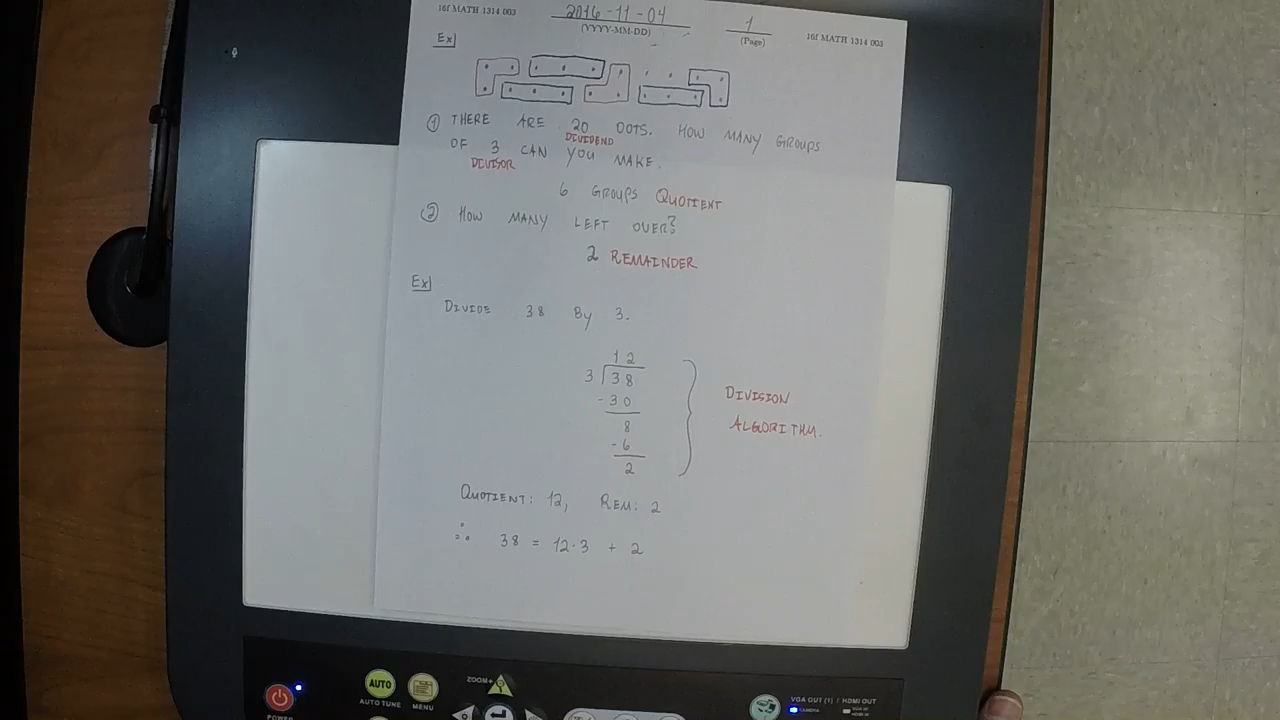 16f MATH 1314 003 2016-11-04 1 16f MATH 1314 003
(YYYY-MM-DD) (Page)
Ex)
① THERE ARE 20 DOTS. HOW MANY GROUPS
DIVIDEND
OF 3 CAN YOU MAKE.
DIVISOR
6 GROUPS QUOTIENT
② HOW MANY LEFT OVER?
2 REMAINDER
Ex)
DIVIDE 38 BY 3.
12
3 38
-30
8
-6
2
DIVISION
ALGORITHM.
QUOTIENT: 12, REM: 2
∴ 38 = 12·3 + 2
ZOOM+
AUTO
AUTO TUNE MENU
POWER
VGA OUT (1) / HDMI OUT
CAMERA